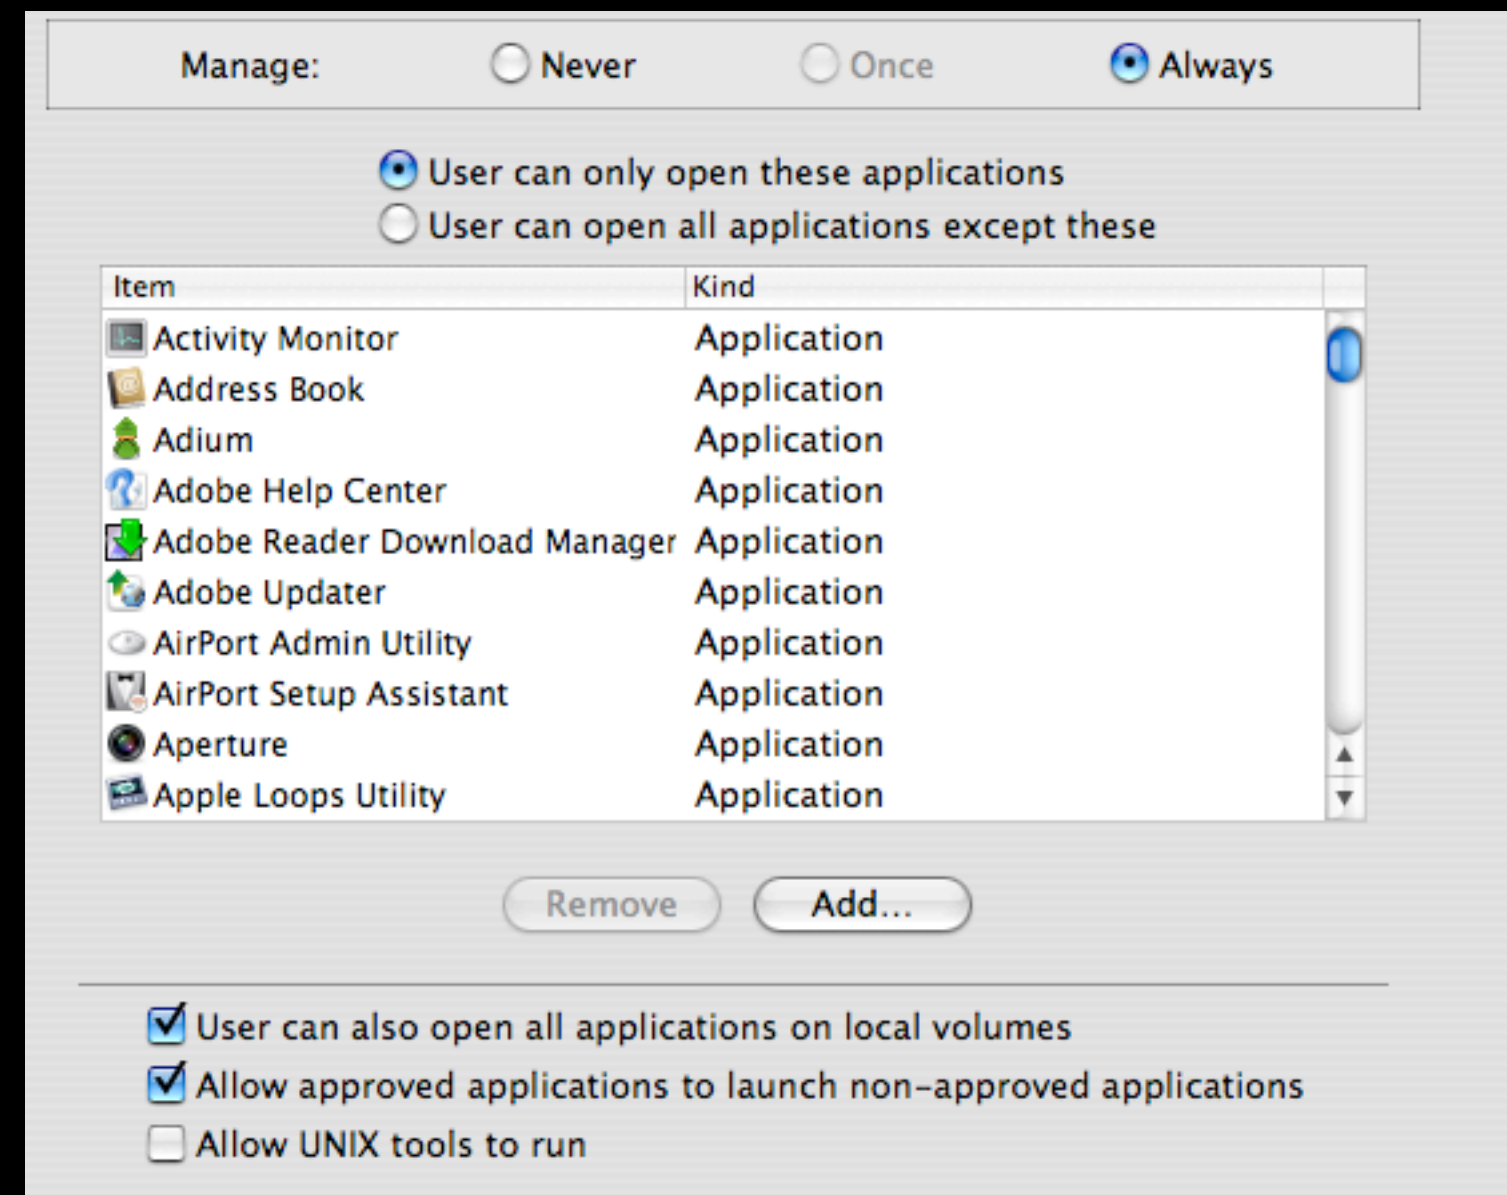 Manage: Never Once Always
User can only open these applications
User can open all applications except these
Item Kind
Activity Monitor Application
Address Book Application
Adium Application
Adobe Help Center Application
Adobe Reader Download Manager Application
Adobe Updater Application
AirPort Admin Utility Application
AirPort Setup Assistant Application
Aperture Application
Apple Loops Utility Application
Remove Add...
User can also open all applications on local volumes
Allow approved applications to launch non-approved applications
Allow UNIX tools to run